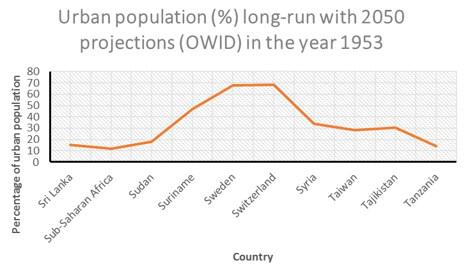 Urban population (%) long-run with 2050
projections (OWID) in the year 1953
Percentage of urban population
80
70
60
50
40
30
20
10
0
Sri Lanka
Sub-Saharan Africa
Sudan
Suriname
Sweden
Switzerland
Syria
Taiwan
Tajikistan
Tanzania
Country